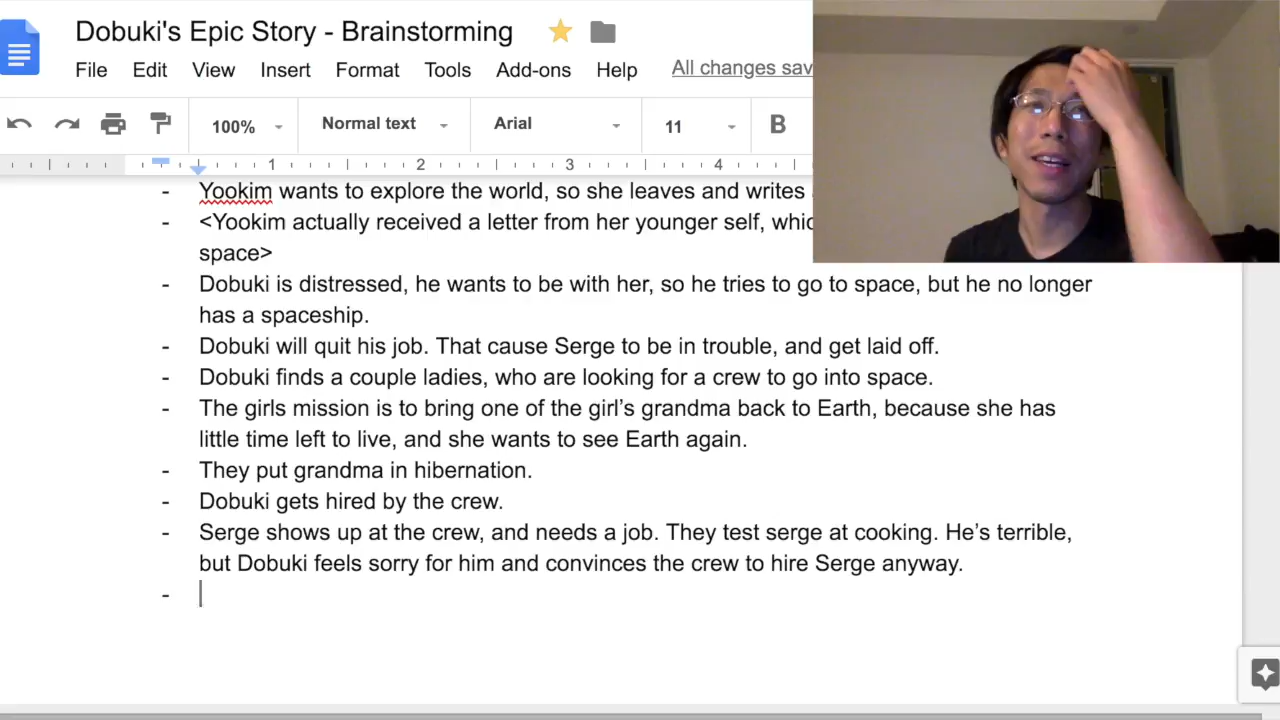 Dobuki's Epic Story - Brainstorming
File Edit View Insert Format Tools Add-ons Help All changes sav
100% Normal text Arial 11 B
1 2 3 4
- Yookim wants to explore the world, so she leaves and writes
- <Yookim actually received a letter from her younger self, whic
space>
- Dobuki is distressed, he wants to be with her, so he tries to go to space, but he no longer
has a spaceship.
- Dobuki will quit his job. That cause Serge to be in trouble, and get laid off.
- Dobuki finds a couple ladies, who are looking for a crew to go into space.
- The girls mission is to bring one of the girl’s grandma back to Earth, because she has
little time left to live, and she wants to see Earth again.
- They put grandma in hibernation.
- Dobuki gets hired by the crew.
- Serge shows up at the crew, and needs a job. They test serge at cooking. He’s terrible,
but Dobuki feels sorry for him and convinces the crew to hire Serge anyway.
-